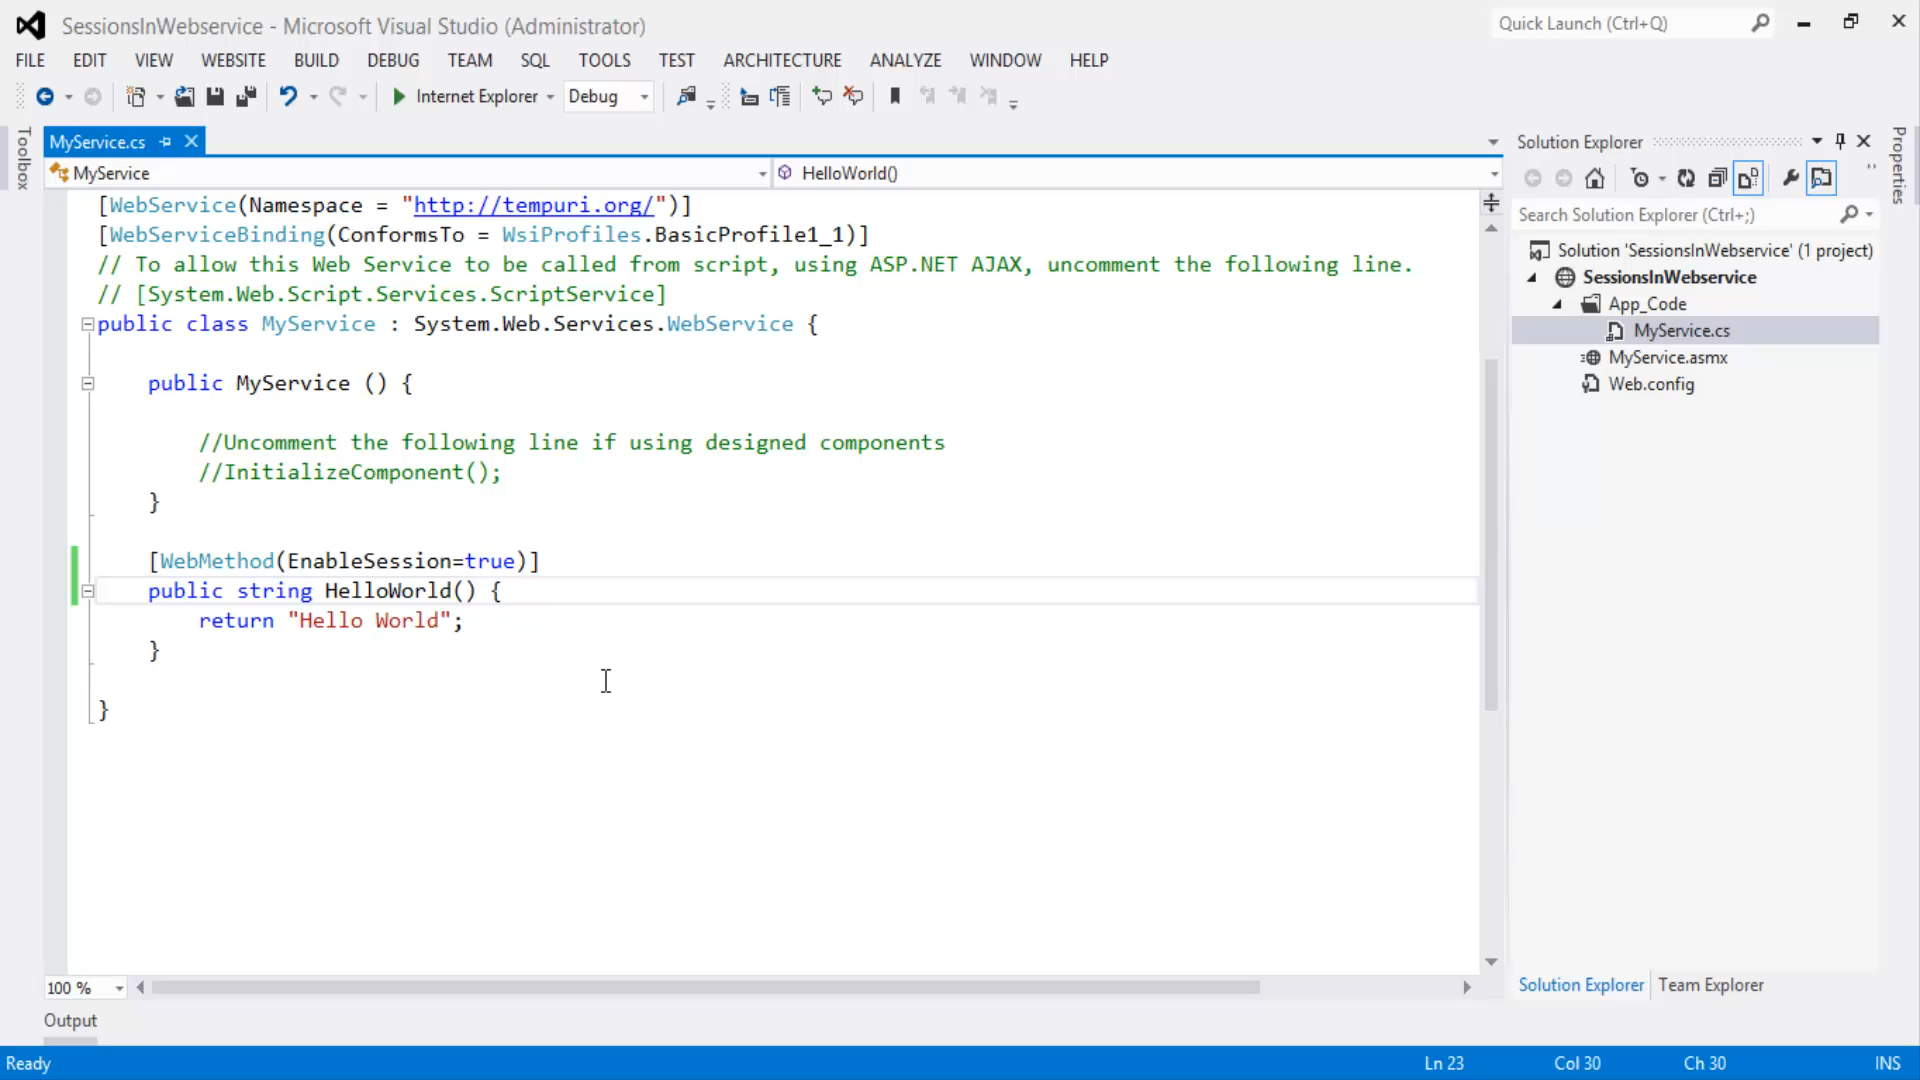 SessionsInWebservice - Microsoft Visual Studio (Administrator)
Quick Launch (Ctrl+Q)
FILE EDIT VIEW WEBSITE BUILD DEBUG TEAM SQL TOOLS TEST ARCHITECTURE ANALYZE WINDOW HELP
Internet Explorer Debug
Toolbox
MyService.cs
MyService HelloWorld()
[WebService(Namespace = "http://tempuri.org/")]
[WebServiceBinding(ConformsTo = WsiProfiles.BasicProfile1_1)]
// To allow this Web Service to be called from script, using ASP.NET AJAX, uncomment the following line.
// [System.Web.Script.Services.ScriptService]
public class MyService : System.Web.Services.WebService {
public MyService () {
//Uncomment the following line if using designed components
//InitializeComponent();
}
[WebMethod(EnableSession=true)]
public string HelloWorld() {
return "Hello World";
}
}
100 %
Output
Solution Explorer
Search Solution Explorer (Ctrl+;)
Solution 'SessionsInWebservice' (1 project)
SessionsInWebservice
App_Code
MyService.cs
MyService.asmx
Web.config
Solution Explorer Team Explorer
Properties
Ready Ln 23 Col 30 Ch 30 INS